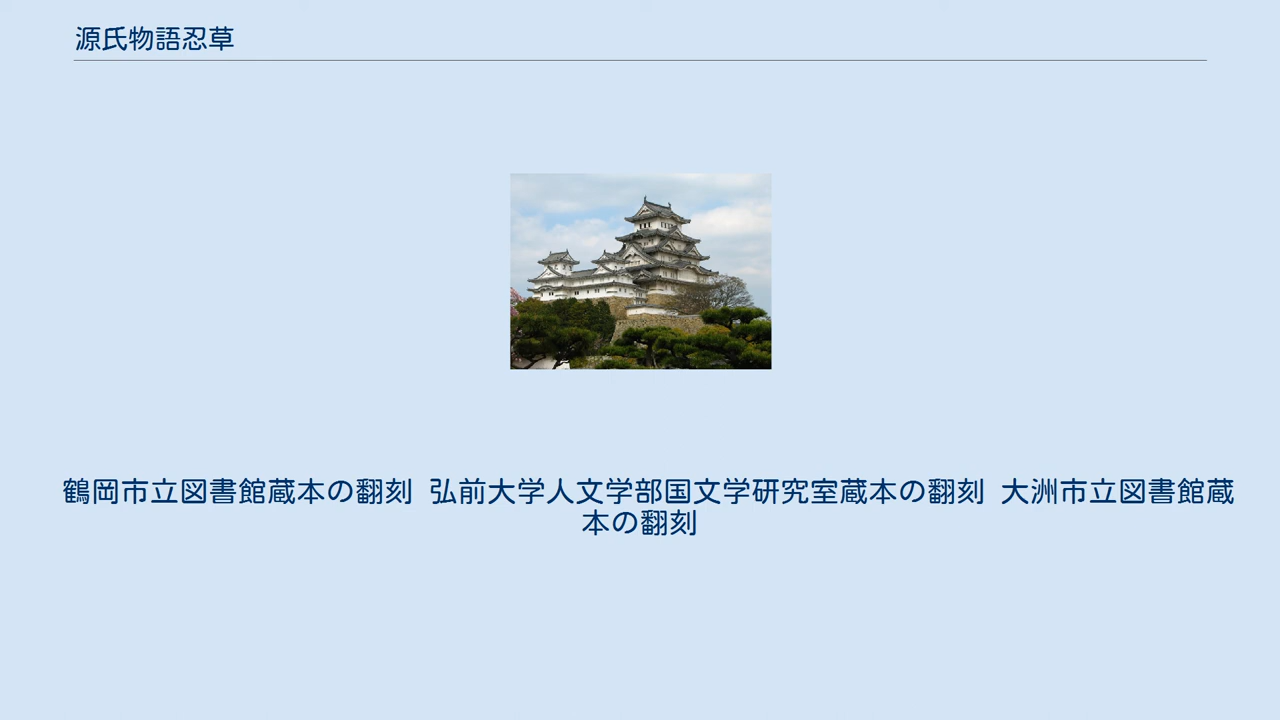 源氏物語忍草
鶴岡市立図書館蔵本の翻刻 弘前大学人文学部国文学研究室蔵本の翻刻 大洲市立図書館蔵
本の翻刻